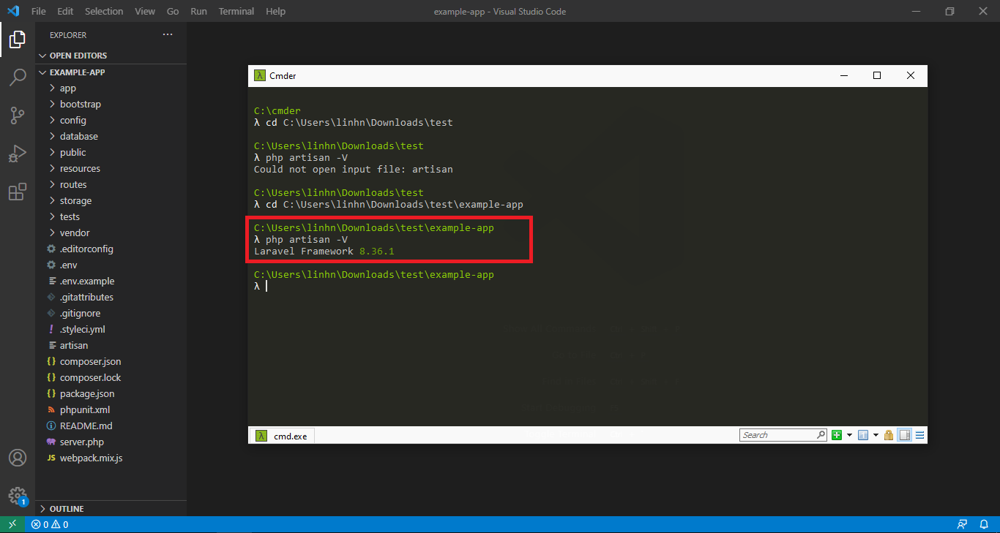 File Edit Selection View Go Run Terminal Help
example-app - Visual Studio Code
EXPLORER
OPEN EDITORS
EXAMPLE-APP
app
bootstrap
config
database
public
resources
routes
storage
tests
vendor
.editorconfig
.env
.env.example
.gitattributes
.gitignore
! .styleci.yml
artisan
{} composer.json
{} composer.lock
{} package.json
phpunit.xml
README.md
server.php
JS webpack.mix.js
OUTLINE
1
0 0
λ Cmder
C:\cmder
λ cd C:\Users\linhn\Downloads\test
C:\Users\linhn\Downloads\test
λ php artisan -V
Could not open input file: artisan
C:\Users\linhn\Downloads\test
λ cd C:\Users\linhn\Downloads\test\example-app
C:\Users\linhn\Downloads\test\example-app
λ php artisan -V
Laravel Framework 8.36.1
C:\Users\linhn\Downloads\test\example-app
λ
λ cmd.exe
Search
1